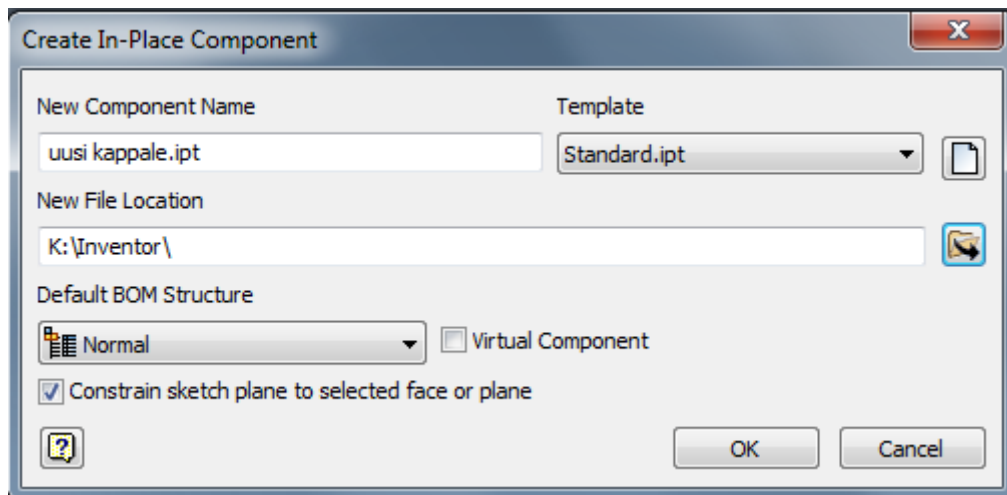 Create In-Place Component
New Component Name
Template
uusi kappale.ipt
Standard.ipt
New File Location
K:\Inventor\
Default BOM Structure
Normal
Virtual Component
Constrain sketch plane to selected face or plane
OK
Cancel